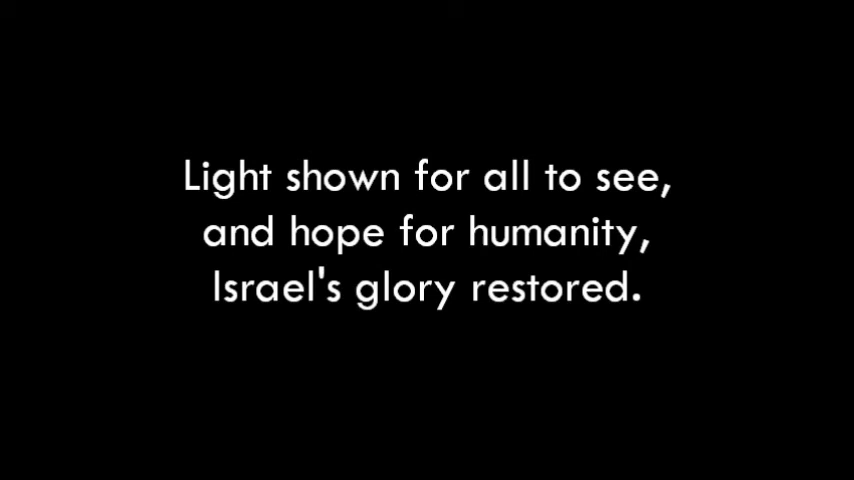 Light shown for all to see,
and hope for humanity,
Israel's glory restored.